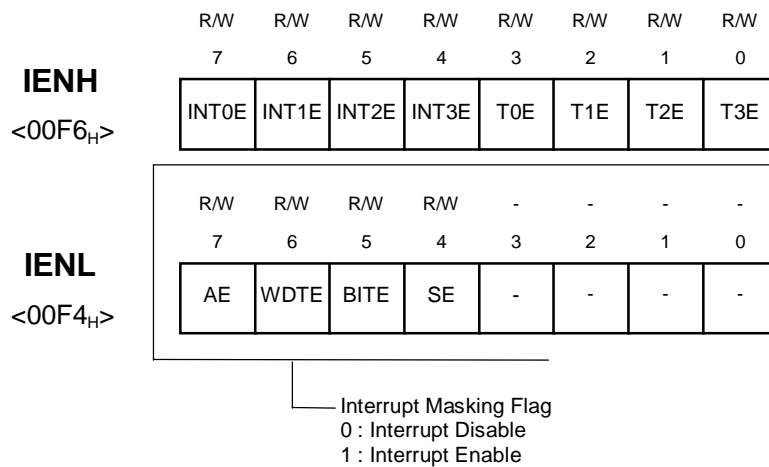 R/W R/W R/W R/W R/W R/W R/W R/W
7 6 5 4 3 2 1 0
IENH
INT0E INT1E INT2E INT3E T0E T1E T2E T3E
<00F6H>
R/W R/W R/W R/W - - - -
7 6 5 4 3 2 1 0
IENL
AE WDTE BITE SE - - - -
<00F4H>
Interrupt Masking Flag
0 : Interrupt Disable
1 : Interrupt Enable